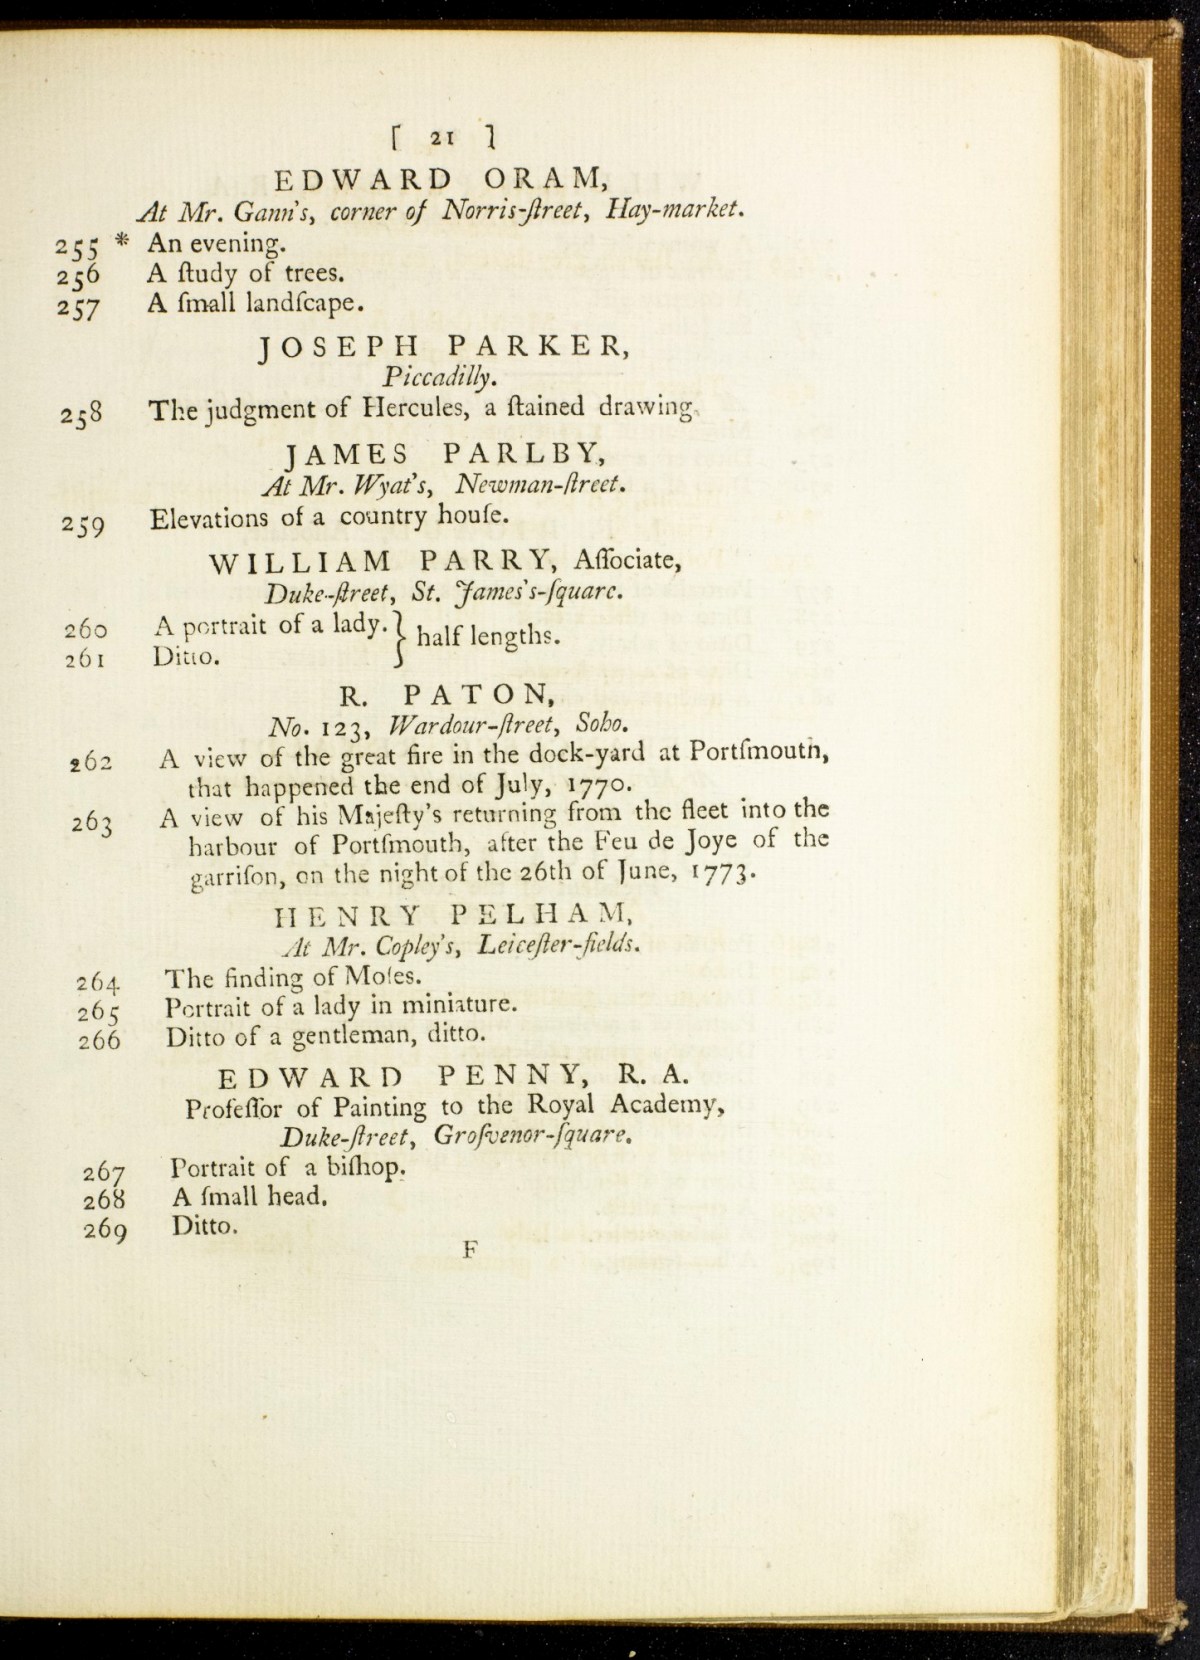 [ 21 ]
EDWARD ORAM,
At Mr. Gann's, corner of Norris-ſtreet, Hay-market.
255 * An evening.
256 A ſtudy of trees.
257 A ſmall landſcape.
JOSEPH PARKER,
Piccadilly.
258 The judgment of Hercules, a ſtained drawing.
JAMES PARLBY,
At Mr. Wyat's, Newman-ſtreet.
259 Elevations of a country houſe.
WILLIAM PARRY, Aſſociate,
Duke-ſtreet, St. James's-ſquare.
260 A portrait of a lady. } half lengths.
261 Ditto.
R. PATON,
No. 123, Wardour-ſtreet, Soho.
262 A view of the great fire in the dock-yard at Portſmouth,
that happened the end of July, 1770.
263 A view of his Majeſty's returning from the fleet into the
harbour of Portſmouth, after the Feu de Joye of the
garriſon, on the night of the 26th of June, 1773.
HENRY PELHAM,
At Mr. Copley's, Leiceſter-fields.
264 The finding of Moſes.
265 Portrait of a lady in miniature.
266 Ditto of a gentleman, ditto.
EDWARD PENNY, R. A.
Profeſſor of Painting to the Royal Academy,
Duke-ſtreet, Groſvenor-ſquare.
267 Portrait of a biſhop.
268 A ſmall head.
269 Ditto.
F